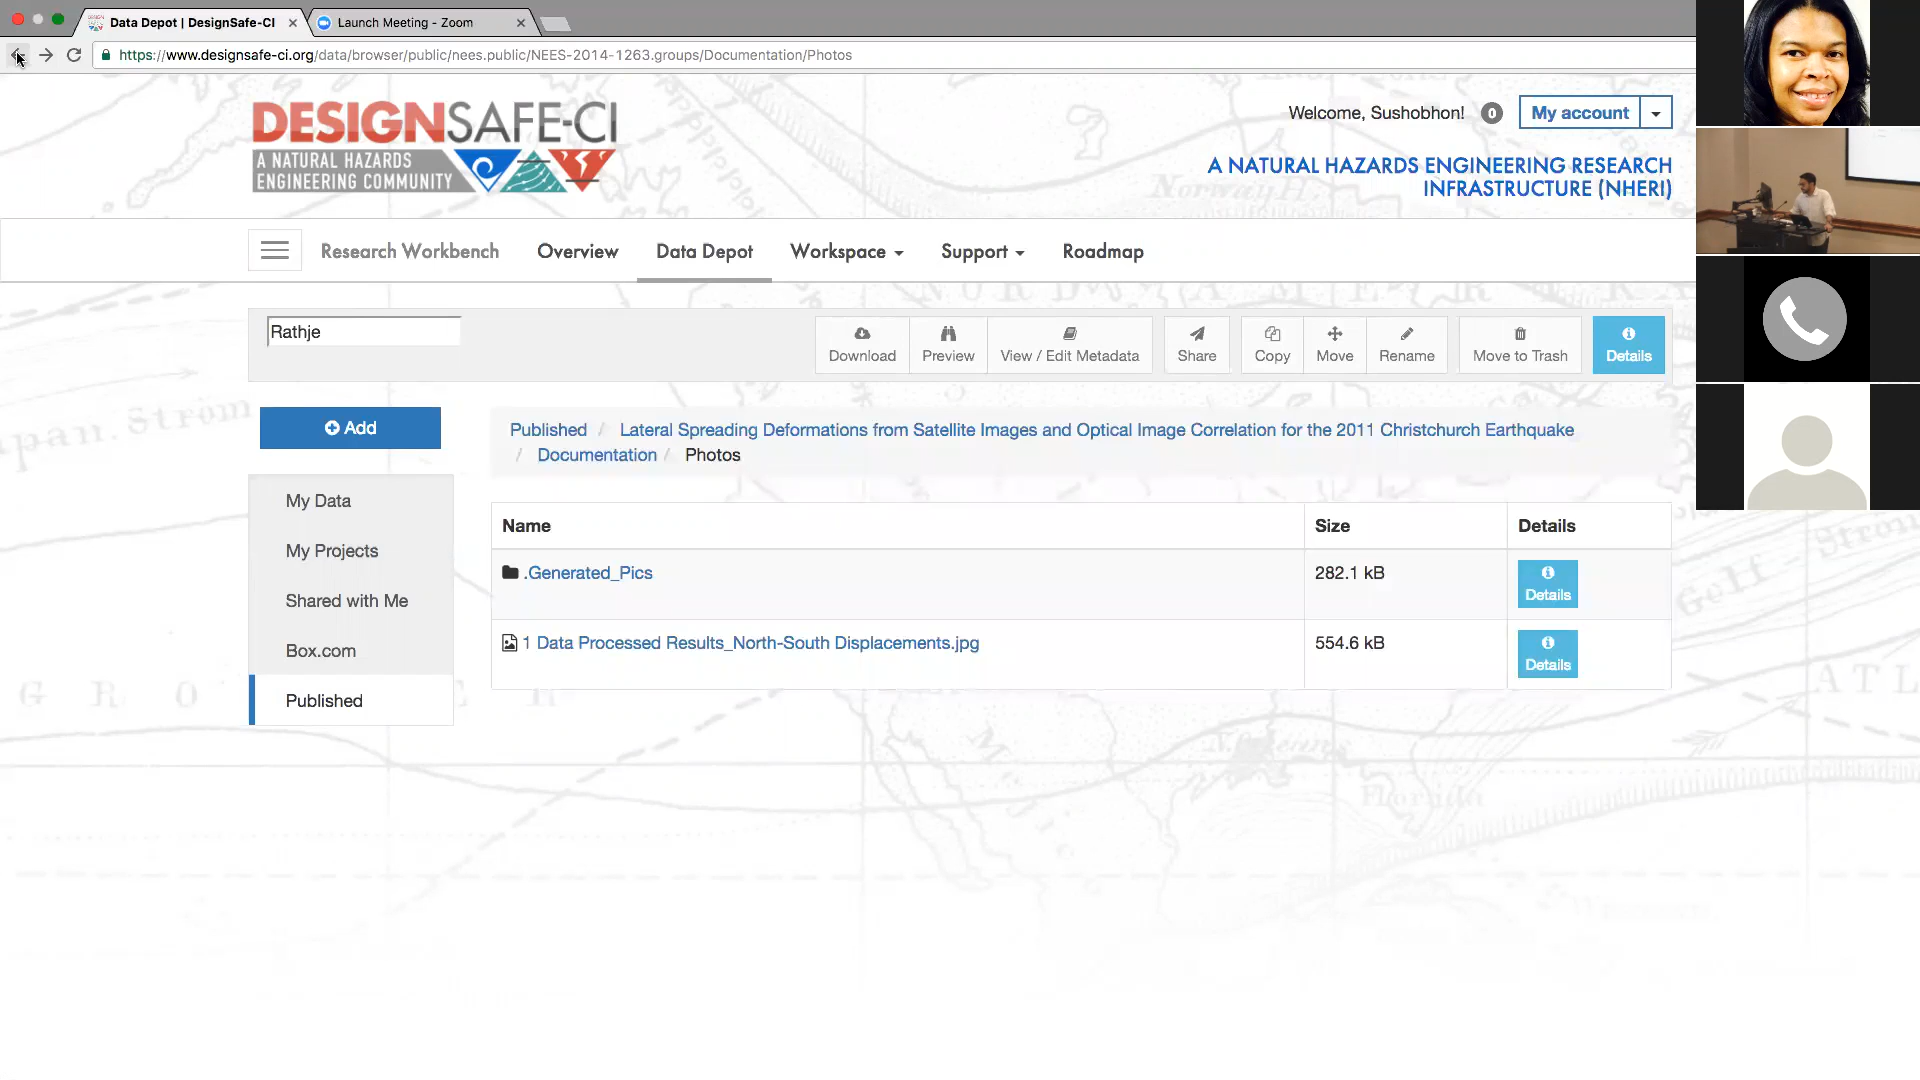 Data Depot | DesignSafe-CI
Launch Meeting - Zoom
https://www.designsafe-ci.org/data/browser/public/nees.public/NEES-2014-1263.groups/Documentation/Photos
DESIGNSAFE-CI
A NATURAL HAZARDS
ENGINEERING COMMUNITY
Welcome, Sushobhon!
0
My account
A NATURAL HAZARDS ENGINEERING RESEARCH
INFRASTRUCTURE (NHERI)
Research Workbench
Overview
Data Depot
Workspace
Support
Roadmap
Rathje
Download
Preview
View / Edit Metadata
Share
Copy
Move
Rename
Move to Trash
Details
Add
Published / Lateral Spreading Deformations from Satellite Images and Optical Image Correlation for the 2011 Christchurch Earthquake
/ Documentation / Photos
My Data
My Projects
Shared with Me
Box.com
Published
Name Size Details
.Generated_Pics 282.1 kB Details
1 Data Processed Results_North-South Displacements.jpg 554.6 kB Details